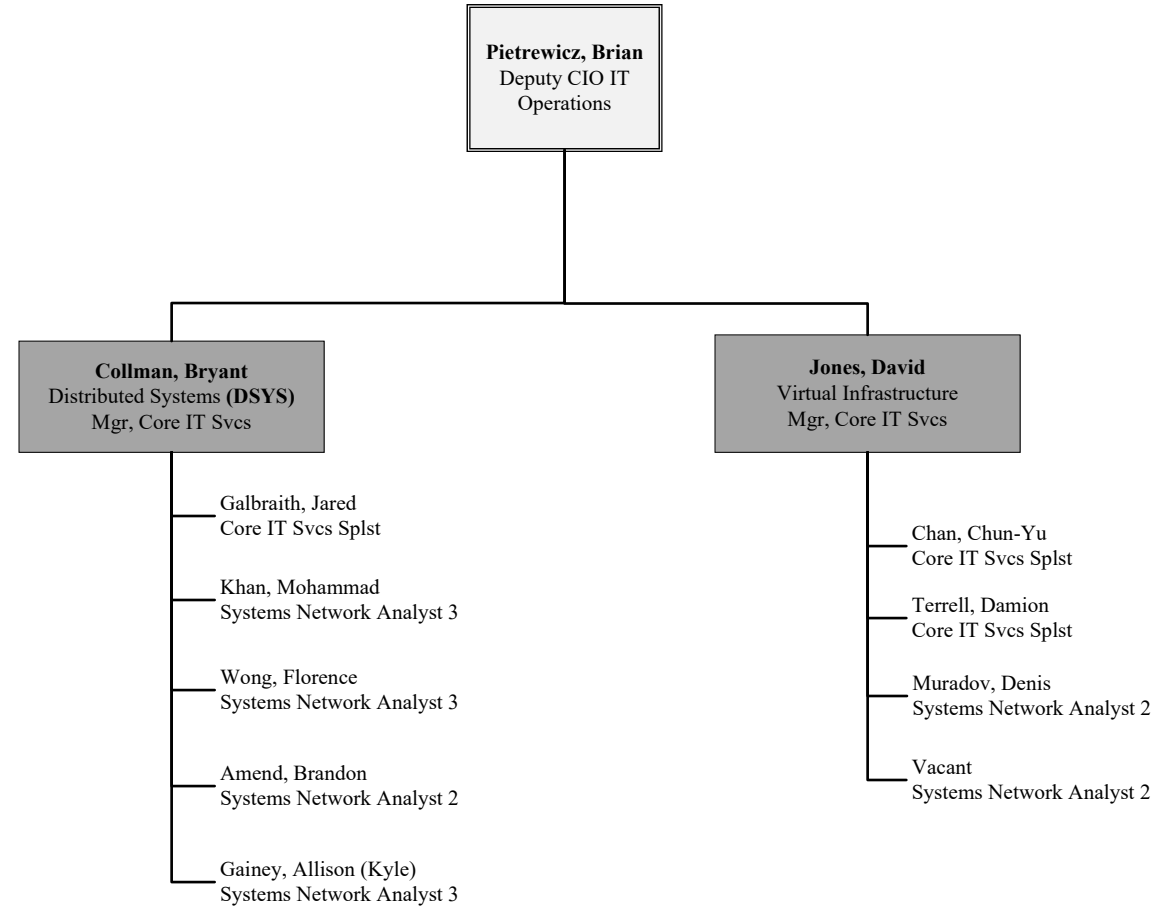 Pietrewicz, Brian
Deputy CIO IT
Operations
Collman, Bryant
Distributed Systems (DSYS)
Mgr, Core IT Svcs
Galbraith, Jared
Core IT Svcs Splst
Khan, Mohammad
Systems Network Analyst 3
Wong, Florence
Systems Network Analyst 3
Amend, Brandon
Systems Network Analyst 2
Gainey, Allison (Kyle)
Systems Network Analyst 3
Jones, David
Virtual Infrastructure
Mgr, Core IT Svcs
Chan, Chun-Yu
Core IT Svcs Splst
Terrell, Damion
Core IT Svcs Splst
Muradov, Denis
Systems Network Analyst 2
Vacant
Systems Network Analyst 2